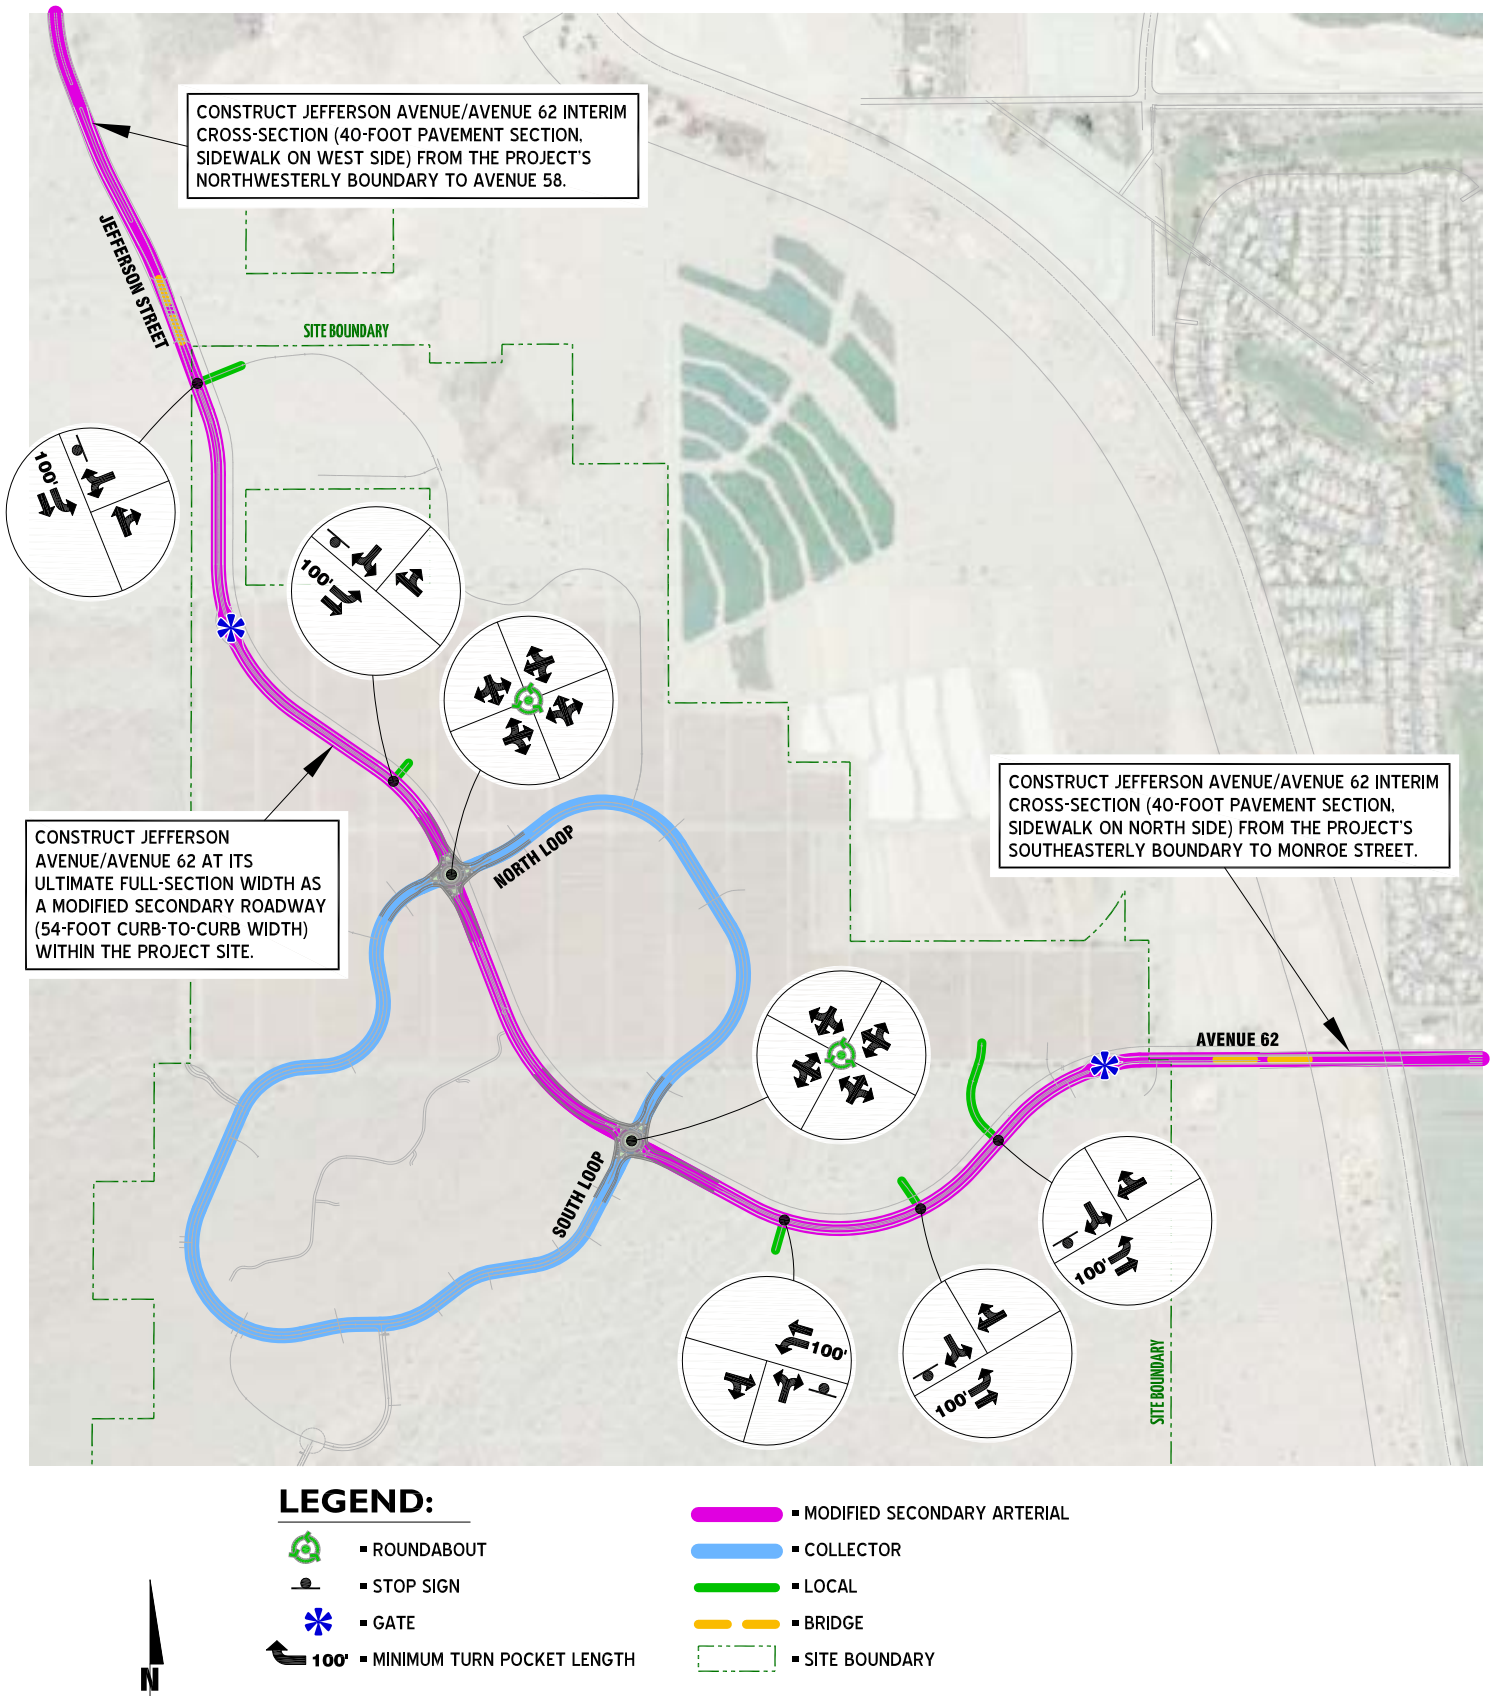 CONSTRUCT JEFFERSON AVENUE/AVENUE 62 INTERIM
CROSS-SECTION (40-FOOT PAVEMENT SECTION,
SIDEWALK ON WEST SIDE) FROM THE PROJECT'S
NORTHWESTERLY BOUNDARY TO AVENUE 58.
JEFFERSON STREET
SITE BOUNDARY
100'
100'
CONSTRUCT JEFFERSON AVENUE/AVENUE 62 INTERIM
CROSS-SECTION (40-FOOT PAVEMENT SECTION,
SIDEWALK ON NORTH SIDE) FROM THE PROJECT'S
SOUTHEASTERLY BOUNDARY TO MONROE STREET.
CONSTRUCT JEFFERSON
AVENUE/AVENUE 62 AT ITS
ULTIMATE FULL-SECTION WIDTH AS
A MODIFIED SECONDARY ROADWAY
(54-FOOT CURB-TO-CURB WIDTH)
WITHIN THE PROJECT SITE.
NORTH LOOP
AVENUE 62
SOUTH LOOP
100'
100'
100'
SITE BOUNDARY
LEGEND:
= ROUNDABOUT
= STOP SIGN
= GATE
100' = MINIMUM TURN POCKET LENGTH
= MODIFIED SECONDARY ARTERIAL
= COLLECTOR
= LOCAL
= BRIDGE
= SITE BOUNDARY
N